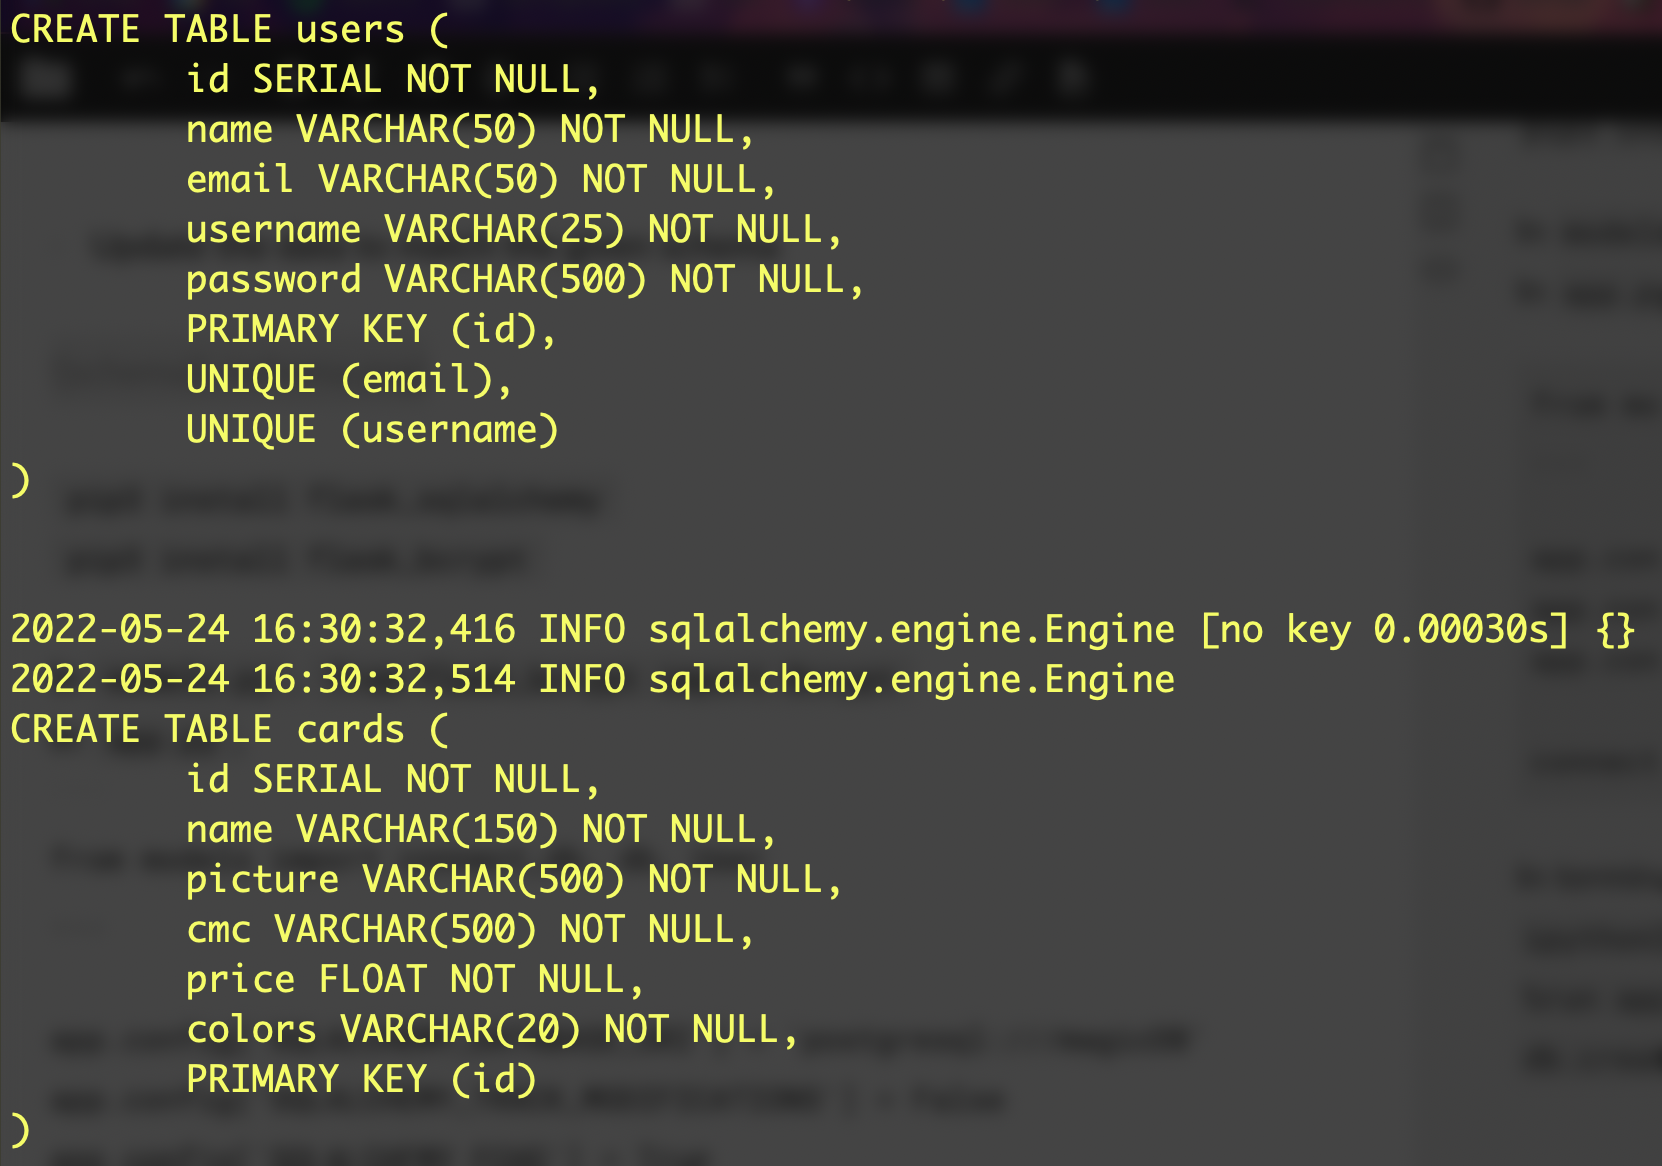 CREATE TABLE users (
        id SERIAL NOT NULL,
        name VARCHAR(50) NOT NULL,
        email VARCHAR(50) NOT NULL,
        username VARCHAR(25) NOT NULL,
        password VARCHAR(500) NOT NULL,
        PRIMARY KEY (id),
        UNIQUE (email),
        UNIQUE (username)
)
2022-05-24 16:30:32,416 INFO sqlalchemy.engine.Engine [no key 0.00030s] {}
2022-05-24 16:30:32,514 INFO sqlalchemy.engine.Engine
CREATE TABLE cards (
        id SERIAL NOT NULL,
        name VARCHAR(150) NOT NULL,
        picture VARCHAR(500) NOT NULL,
        cmc VARCHAR(500) NOT NULL,
        price FLOAT NOT NULL,
        colors VARCHAR(20) NOT NULL,
        PRIMARY KEY (id)
)